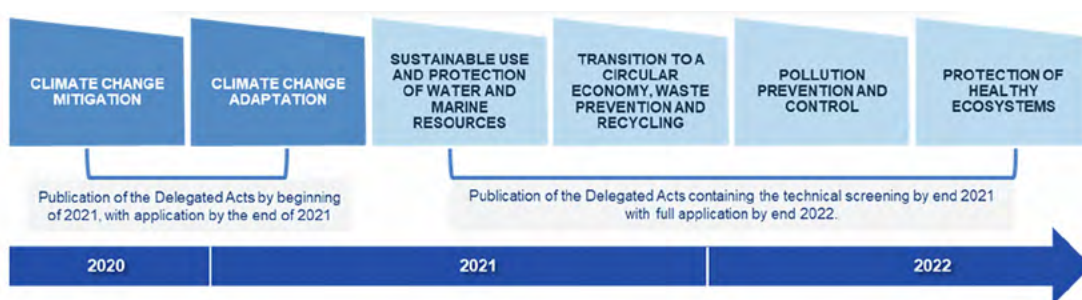 CLIMATE CHANGE
MITIGATION
CLIMATE CHANGE
ADAPTATION
SUSTAINABLE USE
AND PROTECTION
OF WATER AND
MARINE
RESOURCES
TRANSITION TO A
CIRCULAR
ECONOMY, WASTE
PREVENTION AND
RECYCLING
POLLUTION
PREVENTION AND
CONTROL
PROTECTION OF
HEALTHY
ECOSYSTEMS
Publication of the Delegated Acts by beginning
of 2021, with application by the end of 2021
Publication of the Delegated Acts containing the technical screening by end 2021
with full application by end 2022.
2020
2021
2022